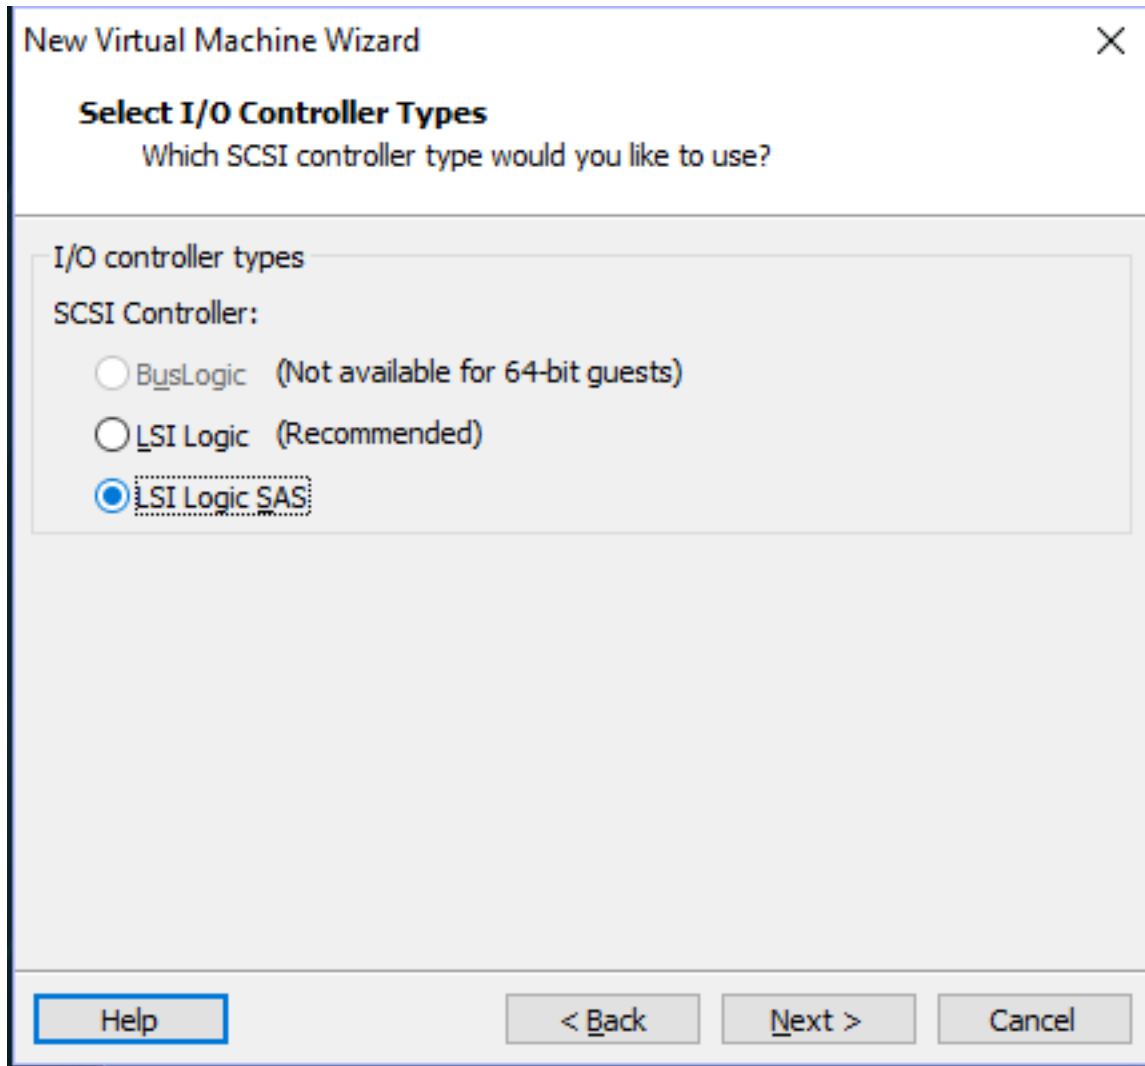 New Virtual Machine Wizard
Select I/O Controller Types
Which SCSI controller type would you like to use?
I/O controller types
SCSI Controller:
BusLogic (Not available for 64-bit guests)
LSI Logic (Recommended)
LSI Logic SAS
Help < Back Next > Cancel